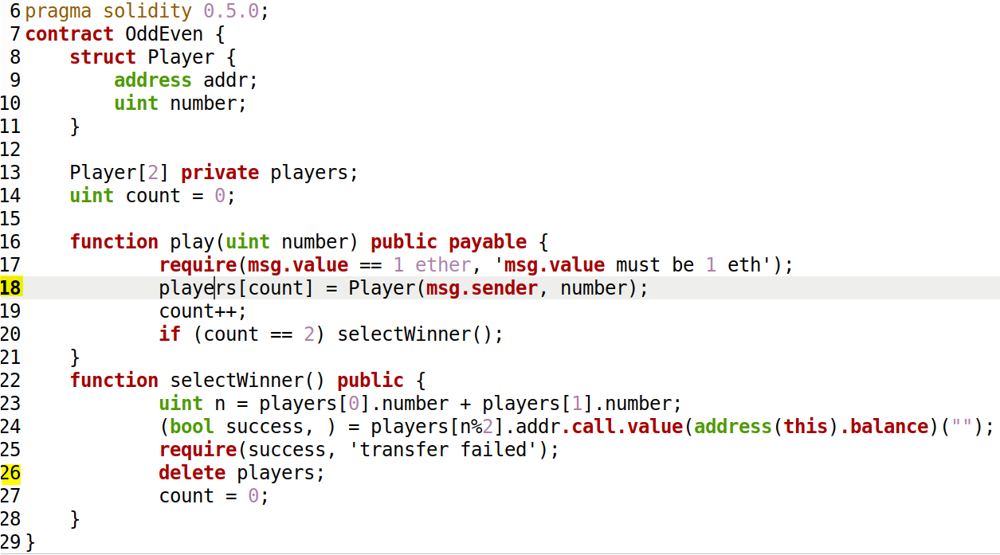 6 pragma solidity 0.5.0;
7 contract OddEven {
8     struct Player {
9         address addr;
10         uint number;
11     }
12
13     Player[2] private players;
14     uint count = 0;
15
16     function play(uint number) public payable {
17             require(msg.value == 1 ether, 'msg.value must be 1 eth');
18             players[count] = Player(msg.sender, number);
19             count++;
20             if (count == 2) selectWinner();
21     }
22     function selectWinner() public {
23             uint n = players[0].number + players[1].number;
24             (bool success, ) = players[n%2].addr.call.value(address(this).balance)("");
25             require(success, 'transfer failed');
26             delete players;
27             count = 0;
28     }
29 }